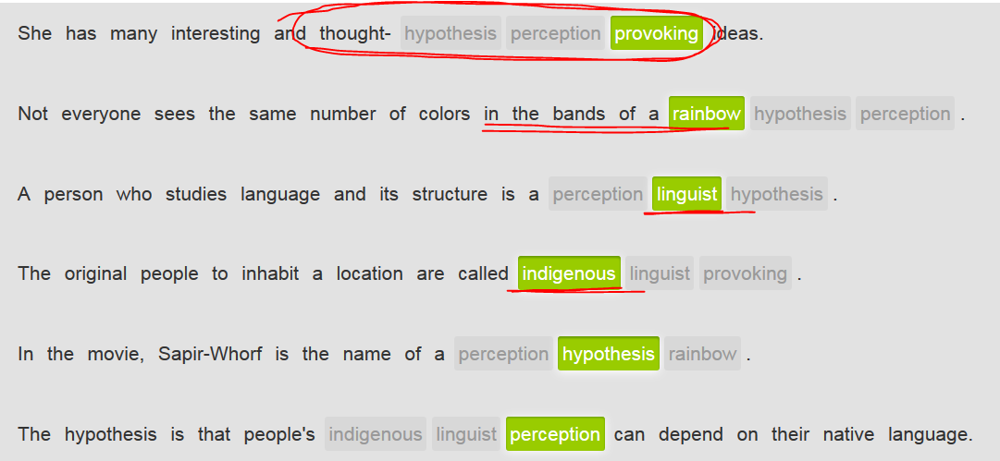 She has many interesting and thought- hypothesis perception provoking ideas.
Not everyone sees the same number of colors in the bands of a rainbow hypothesis perception .
A person who studies language and its structure is a perception linguist hypothesis .
The original people to inhabit a location are called indigenous linguist provoking .
In the movie, Sapir-Whorf is the name of a perception hypothesis rainbow .
The hypothesis is that people's indigenous linguist perception can depend on their native language.